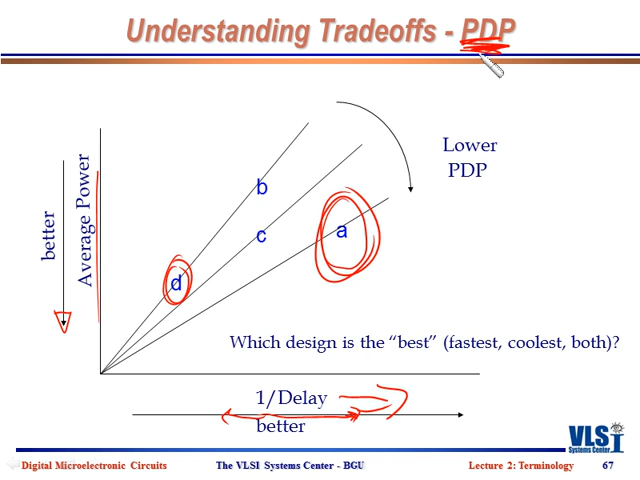 Understanding Tradeoffs - PDP
Lower
PDP
better
Average Power
b
c
a
d
Which design is the “best” (fastest, coolest, both)?
1/Delay
better
VLSI
Systems Center
Digital Microelectronic Circuits
The VLSI Systems Center - BGU
Lecture 2: Terminology
67